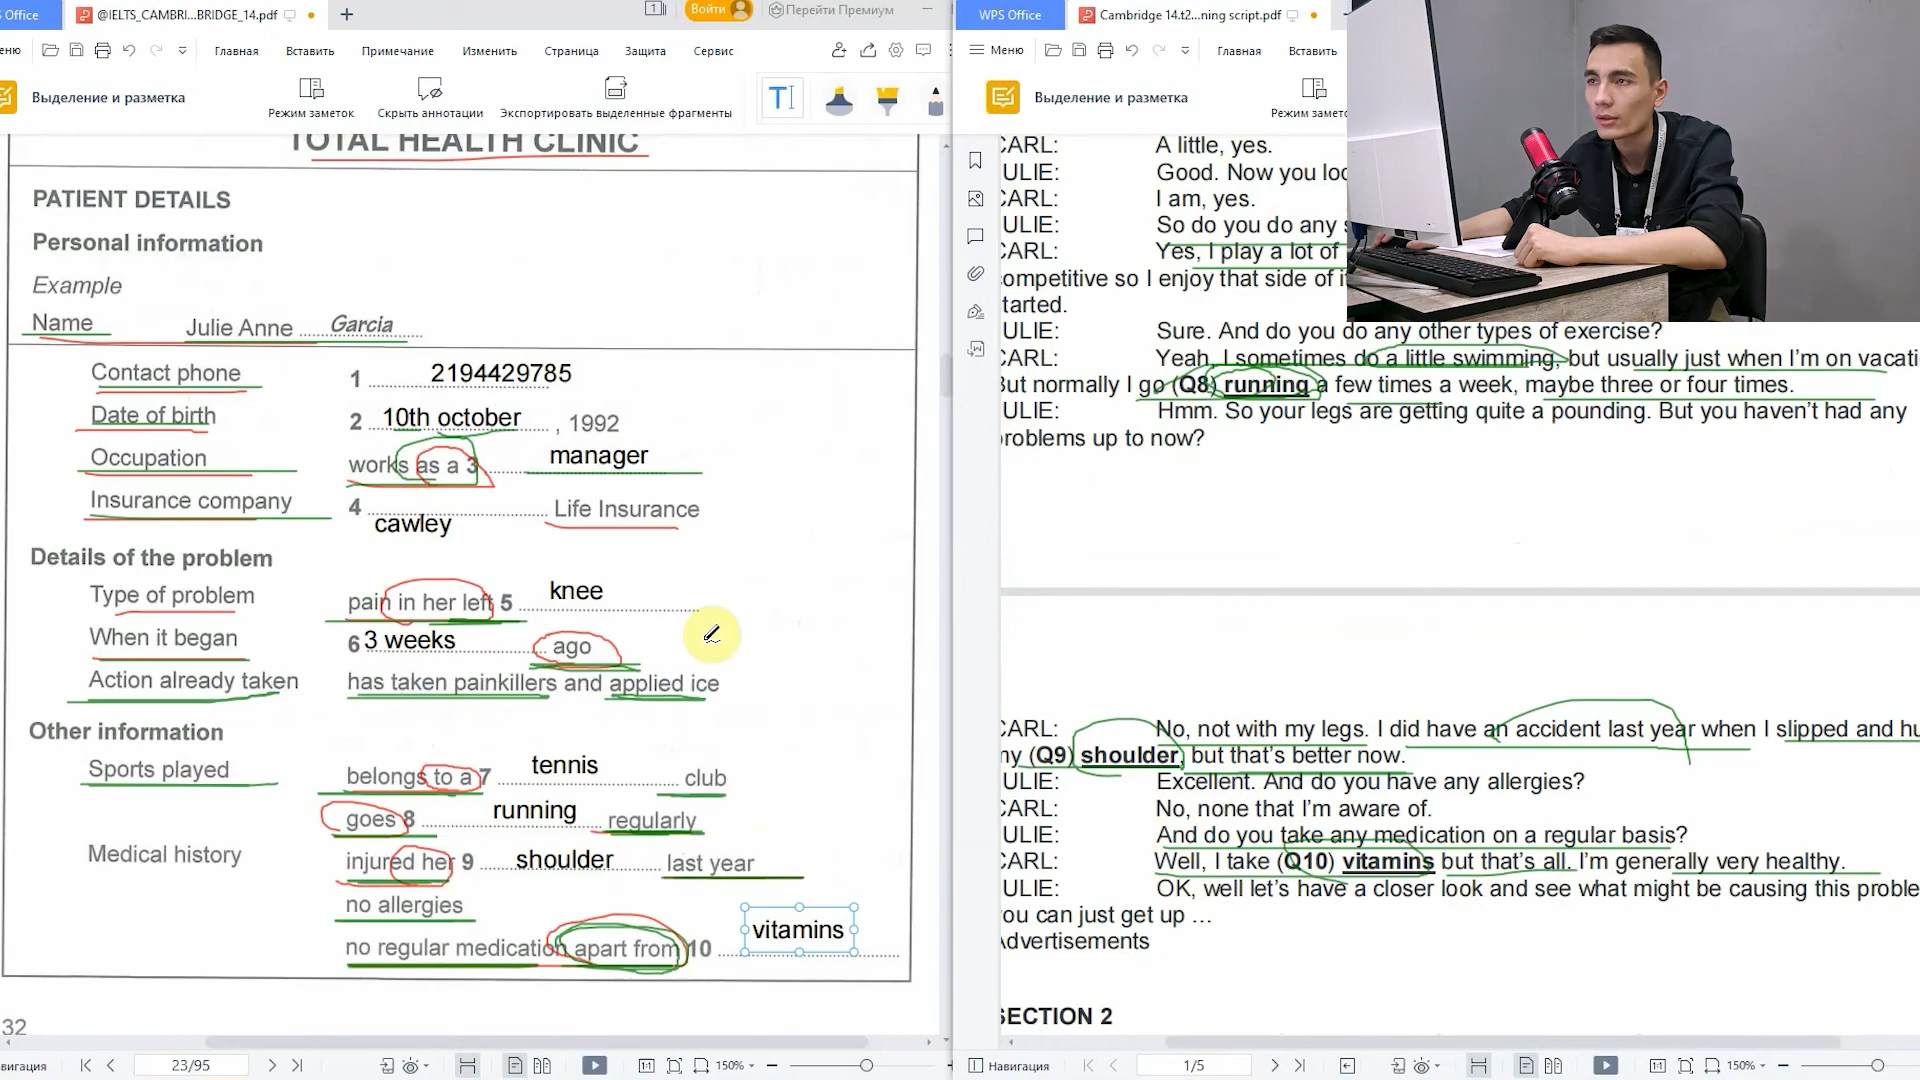 Office
@IELTS_CAMBRI...BRIDGE_14.pdf
Войти
Перейти Премиум
Главная
Вставить
Примечание
Изменить
Страница
Защита
Сервис
Выделение и разметка
Режим заметок
Скрыть аннотации
Экспортировать выделенные фрагменты
TOTAL HEALTH CLINIC
PATIENT DETAILS
Personal information
Example
Name Julie Anne Garcia
Contact phone 1 2194429785
Date of birth 2 10th october , 1992
Occupation works as a 3 manager
Insurance company 4 cawley Life Insurance
Details of the problem
Type of problem pain in her left 5 knee
When it began 6 3 weeks ago
Action already taken has taken painkillers and applied ice
Other information
Sports played belongs to a 7 tennis club
goes 8 running regularly
Medical history injured her 9 shoulder last year
no allergies
no regular medication apart from 10 vitamins
32
23/95
150%
WPS Office
Cambridge 14.t2...ning script.pdf
Меню
Главная
Вставить
Выделение и разметка
CARL: A little, yes.
ULIE: Good. Now you
CARL: I am, yes.
ULIE: So do you do any
CARL: Yes, I play a lot of
ompetitive so I enjoy that side of
tarted.
ULIE: Sure. And do you do any other types of exercise?
CARL: Yeah, I sometimes do a little swimming, but usually just when I'm on
But normally I go (Q8) running a few times a week, maybe three or four times.
ULIE: Hmm. So your legs are getting quite a pounding. But you haven't had any
roblems up to now?
CARL: No, not with my legs. I did have an accident last year when I slipped and
my (Q9) shoulder, but that's better now.
ULIE: Excellent. And do you have any allergies?
CARL: No, none that I'm aware of.
ULIE: And do you take any medication on a regular basis?
CARL: Well, I take (Q10) vitamins but that's all. I'm generally very healthy.
ULIE: OK, well let's have a closer look and see what might be causing this
you can just get up ...
Advertisements
SECTION 2
Навигация
1/5
150%